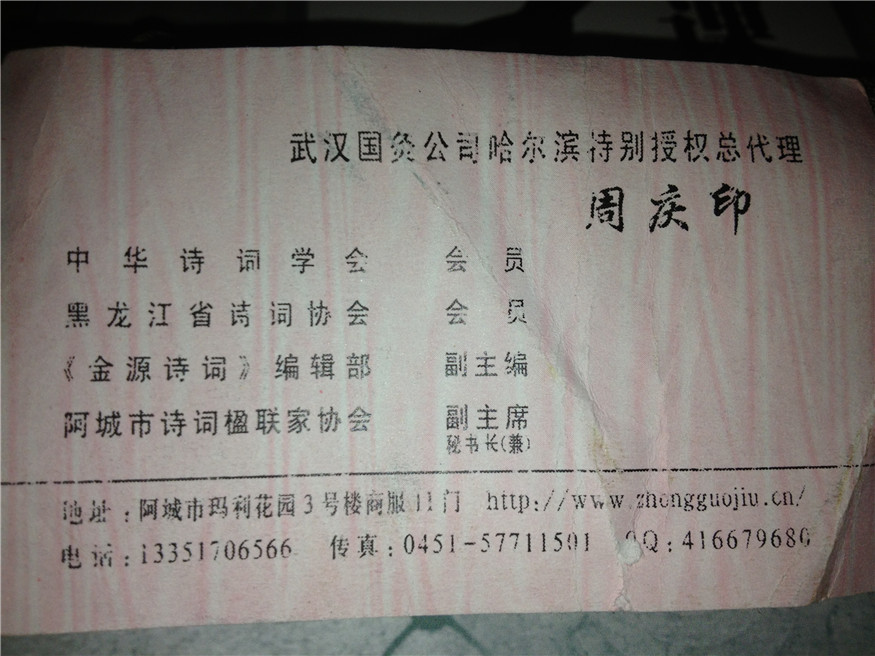 武汉国灸公司哈尔滨特别授权总代理
周庆印
中华诗词学会 会员
黑龙江省诗词协会 会员
《金源诗词》编辑部 副主编
阿城市诗词楹联家协会 副主席
秘书长(兼)
地址:阿城市玛利花园3号楼商服11门 http://www.zhongguojiu.cn/
电话:13351706566 传真:0451-57711501 QQ:416679680